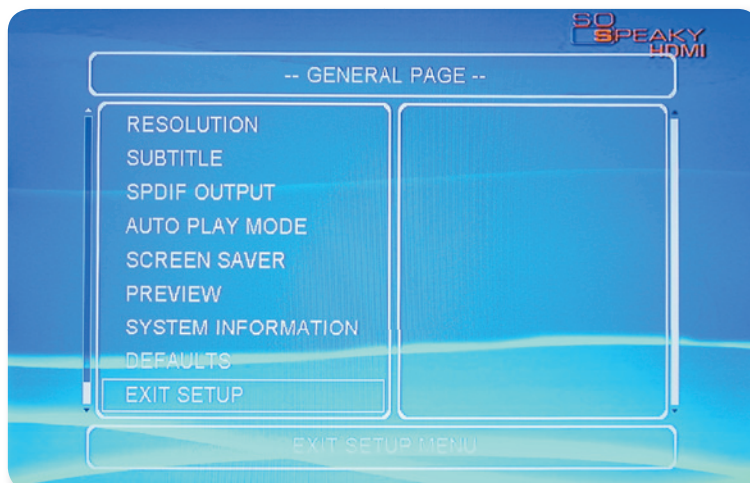 SO
SPEAKY
HDMI
-- GENERAL PAGE --
RESOLUTION
SUBTITLE
SPDIF OUTPUT
AUTO PLAY MODE
SCREEN SAVER
PREVIEW
SYSTEM INFORMATION
DEFAULTS
EXIT SETUP
EXIT SETUP MENU